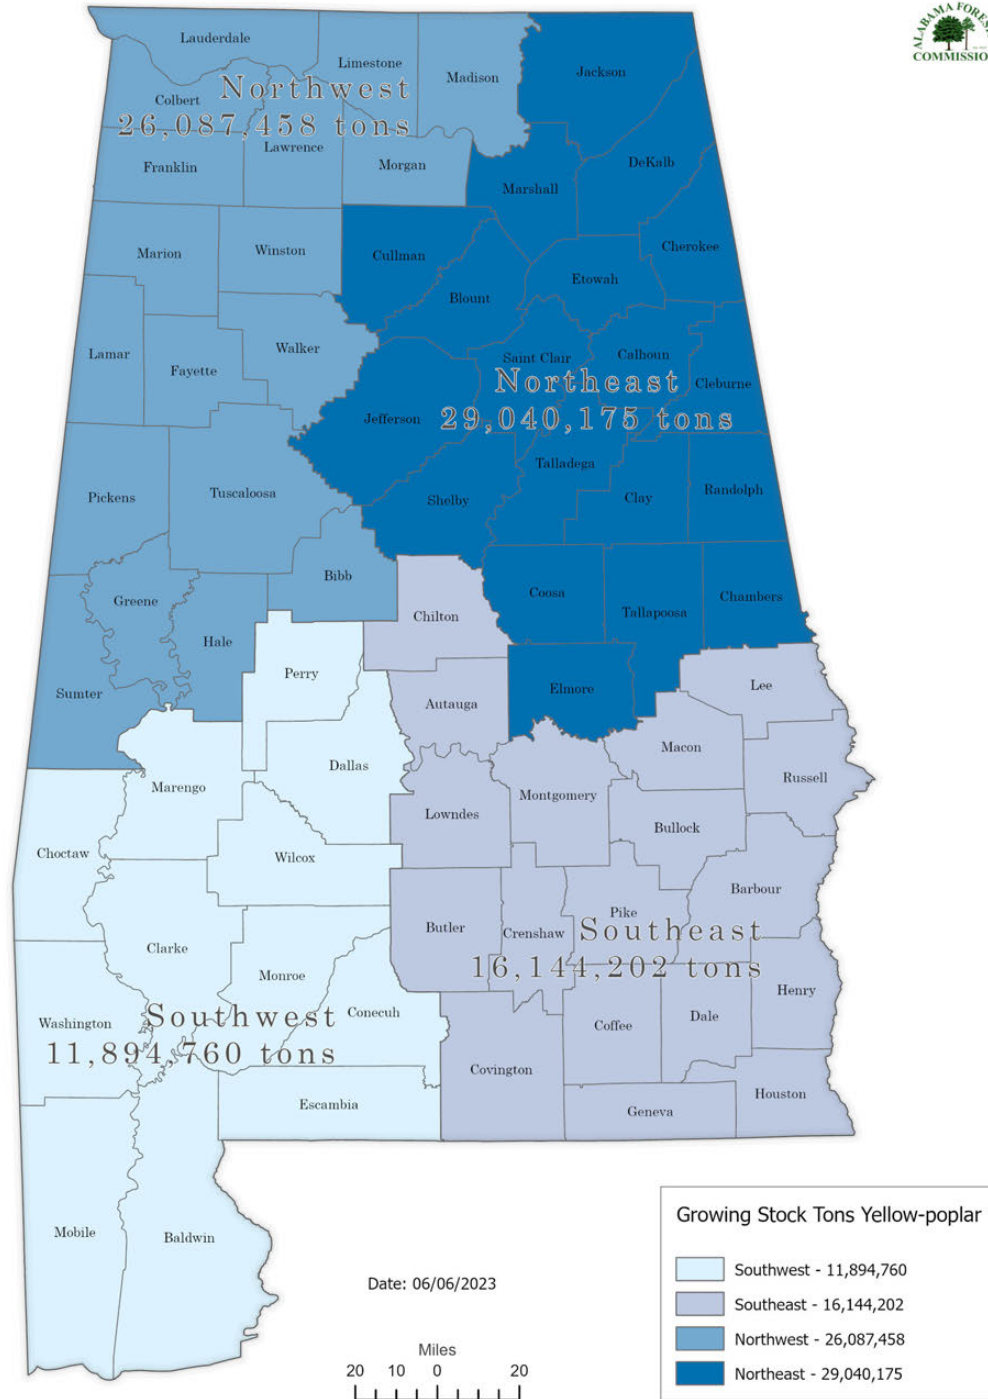 ALABAMA FORES
COMMISSIO
Lauderdale
Limestone
Madison
Jackson
Colbert
Northwest
26,087,458 tons
Lawrence
Franklin
Morgan
DeKalb
Marshall
Marion
Winston
Cullman
Cherokee
Etowah
Blount
Lamar
Fayette
Walker
Saint Clair
Calhoun
Northeast
29,040,175 tons
Cleburne
Jefferson
Talladega
Pickens
Tuscaloosa
Shelby
Clay
Randolph
Bibb
Greene
Hale
Chilton
Coosa
Tallapoosa
Chambers
Sumter
Perry
Autauga
Elmore
Lee
Marengo
Dallas
Macon
Russell
Lowndes
Montgomery
Bullock
Choctaw
Wilcox
Barbour
Butler
Crenshaw
Pike
Southeast
16,144,202 tons
Clarke
Monroe
Henry
Washington
Southwest
11,894,760 tons
Conecuh
Coffee
Dale
Covington
Escambia
Geneva
Houston
Mobile
Baldwin
Date: 06/06/2023
Miles
20 10 0 20
Growing Stock Tons Yellow-poplar
Southwest - 11,894,760
Southeast - 16,144,202
Northwest - 26,087,458
Northeast - 29,040,175